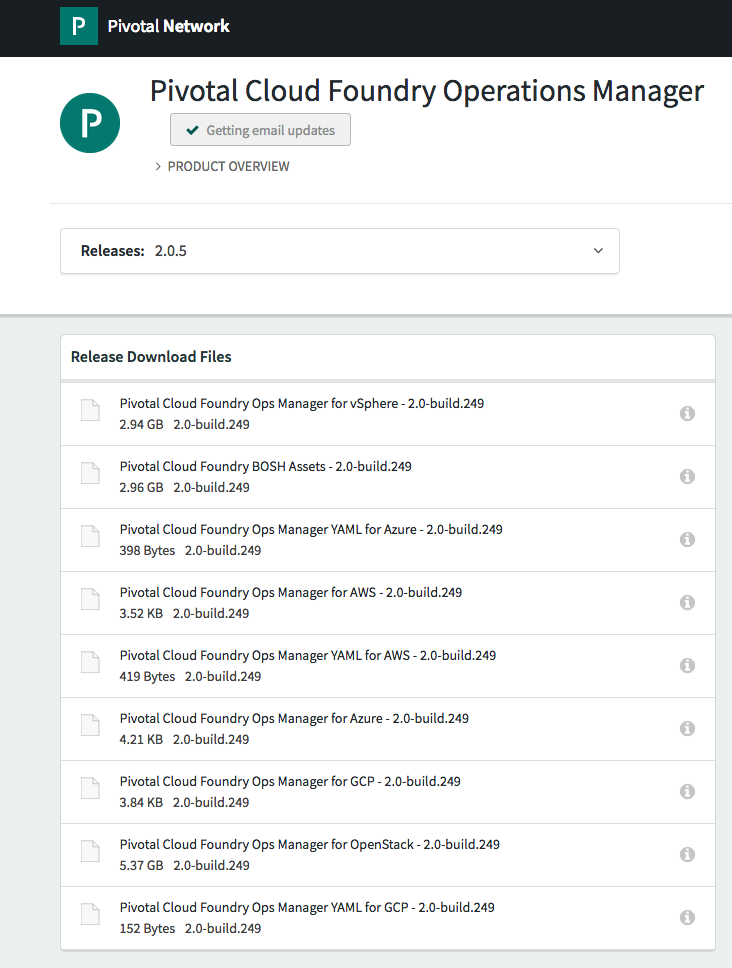 P Pivotal Network
Pivotal Cloud Foundry Operations Manager
P
Getting email updates
PRODUCT OVERVIEW
Releases: 2.0.5
Release Download Files
Pivotal Cloud Foundry Ops Manager for vSphere - 2.0-build.249
2.94 GB 2.0-build.249
Pivotal Cloud Foundry BOSH Assets - 2.0-build.249
2.96 GB 2.0-build.249
Pivotal Cloud Foundry Ops Manager YAML for Azure - 2.0-build.249
398 Bytes 2.0-build.249
Pivotal Cloud Foundry Ops Manager for AWS - 2.0-build.249
3.52 KB 2.0-build.249
Pivotal Cloud Foundry Ops Manager YAML for AWS - 2.0-build.249
419 Bytes 2.0-build.249
Pivotal Cloud Foundry Ops Manager for Azure - 2.0-build.249
4.21 KB 2.0-build.249
Pivotal Cloud Foundry Ops Manager for GCP - 2.0-build.249
3.84 KB 2.0-build.249
Pivotal Cloud Foundry Ops Manager for OpenStack - 2.0-build.249
5.37 GB 2.0-build.249
Pivotal Cloud Foundry Ops Manager YAML for GCP - 2.0-build.249
152 Bytes 2.0-build.249